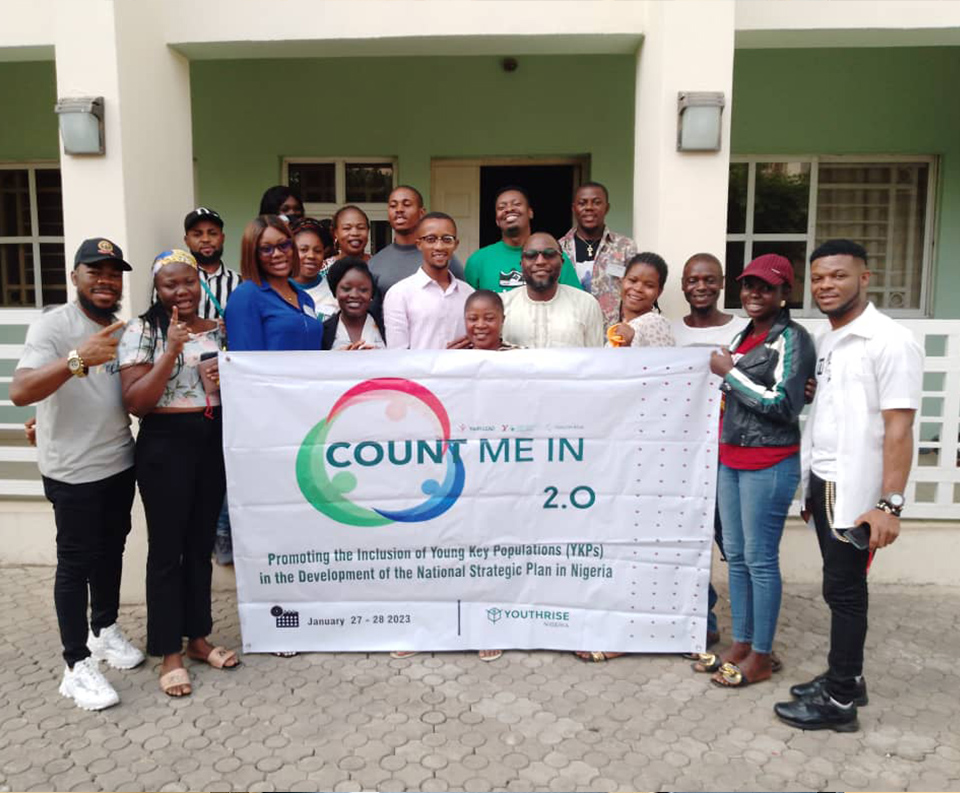 COUNT ME IN
2.0
Promoting the Inclusion of Young Key Populations (YKPs)
in the Development of the National Strategic Plan in Nigeria
January 27 - 28 2023
YOUTHRISE
NIGERIA